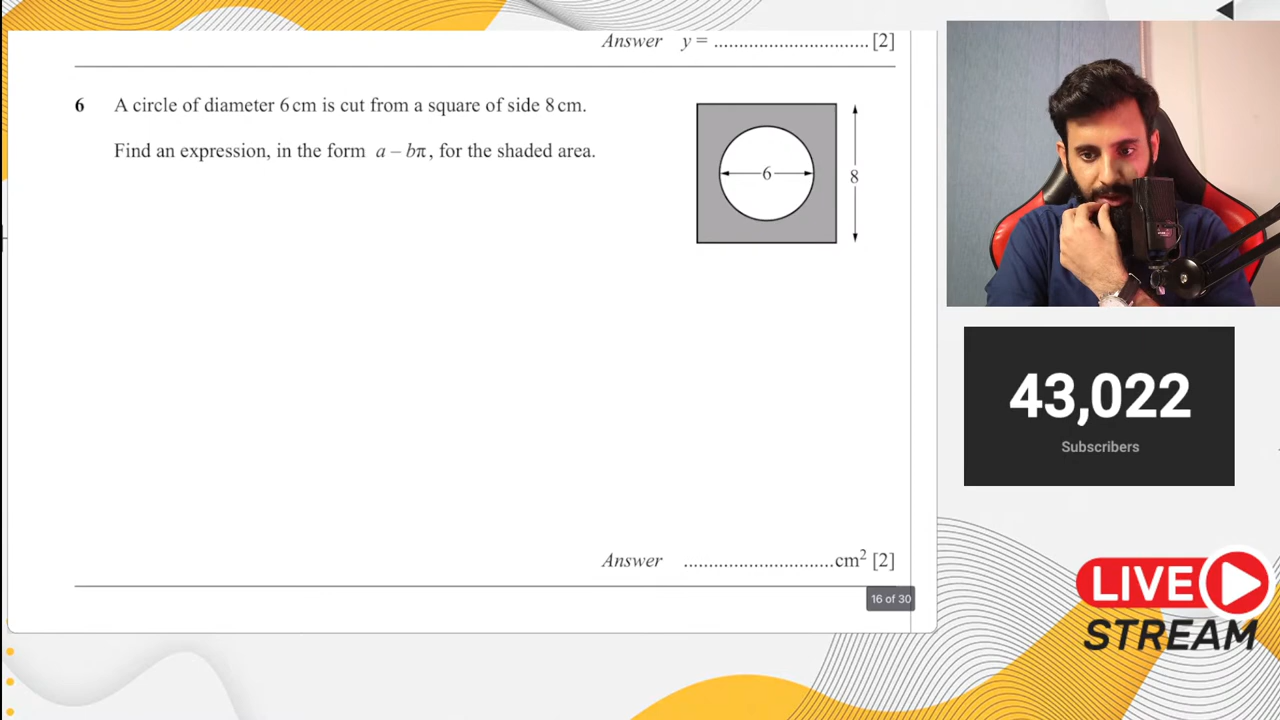 Answer y = ............................... [2]
6 A circle of diameter 6 cm is cut from a square of side 8 cm.
Find an expression, in the form a – bπ, for the shaded area.
6
8
Answer ..............................cm² [2]
16 of 30
43,022
Subscribers
LIVE
STREAM